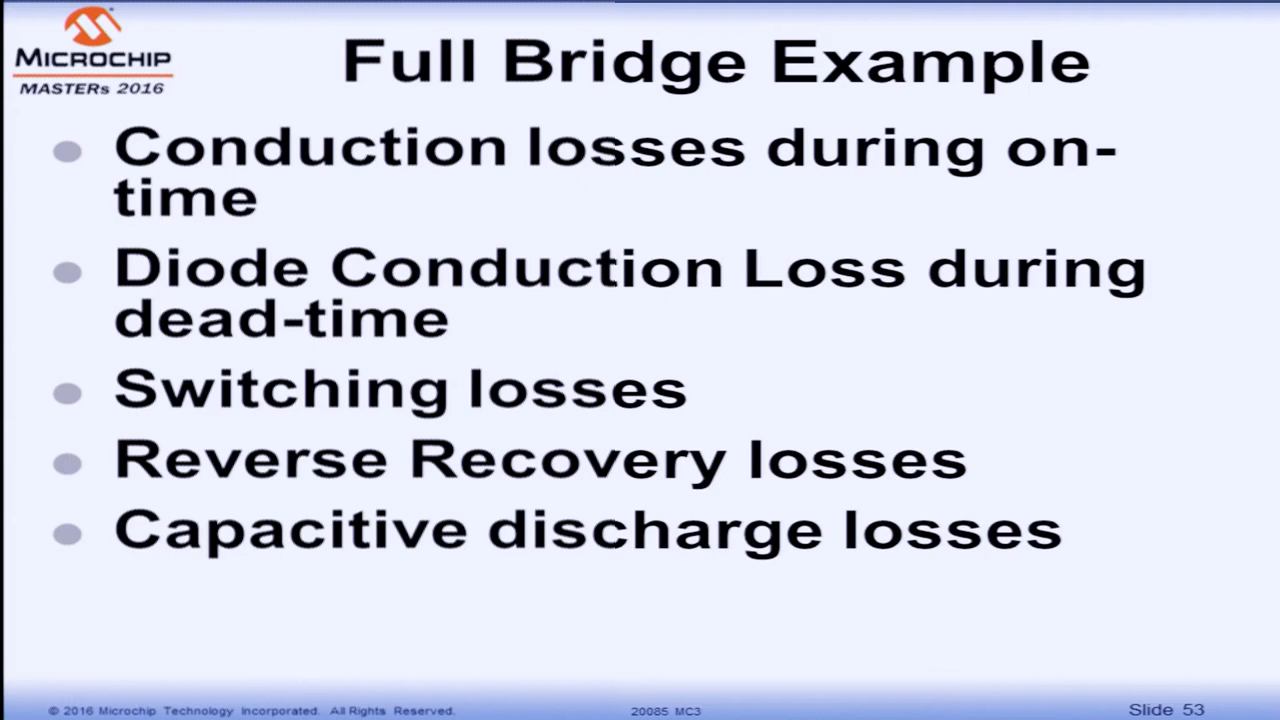 MICROCHIP
MASTERs 2016
Full Bridge Example
Conduction losses during on-
time
Diode Conduction Loss during
dead-time
Switching losses
Reverse Recovery losses
Capacitive discharge losses
© 2016 Microchip Technology Incorporated. All Rights Reserved.
20085 MC3
Slide 53